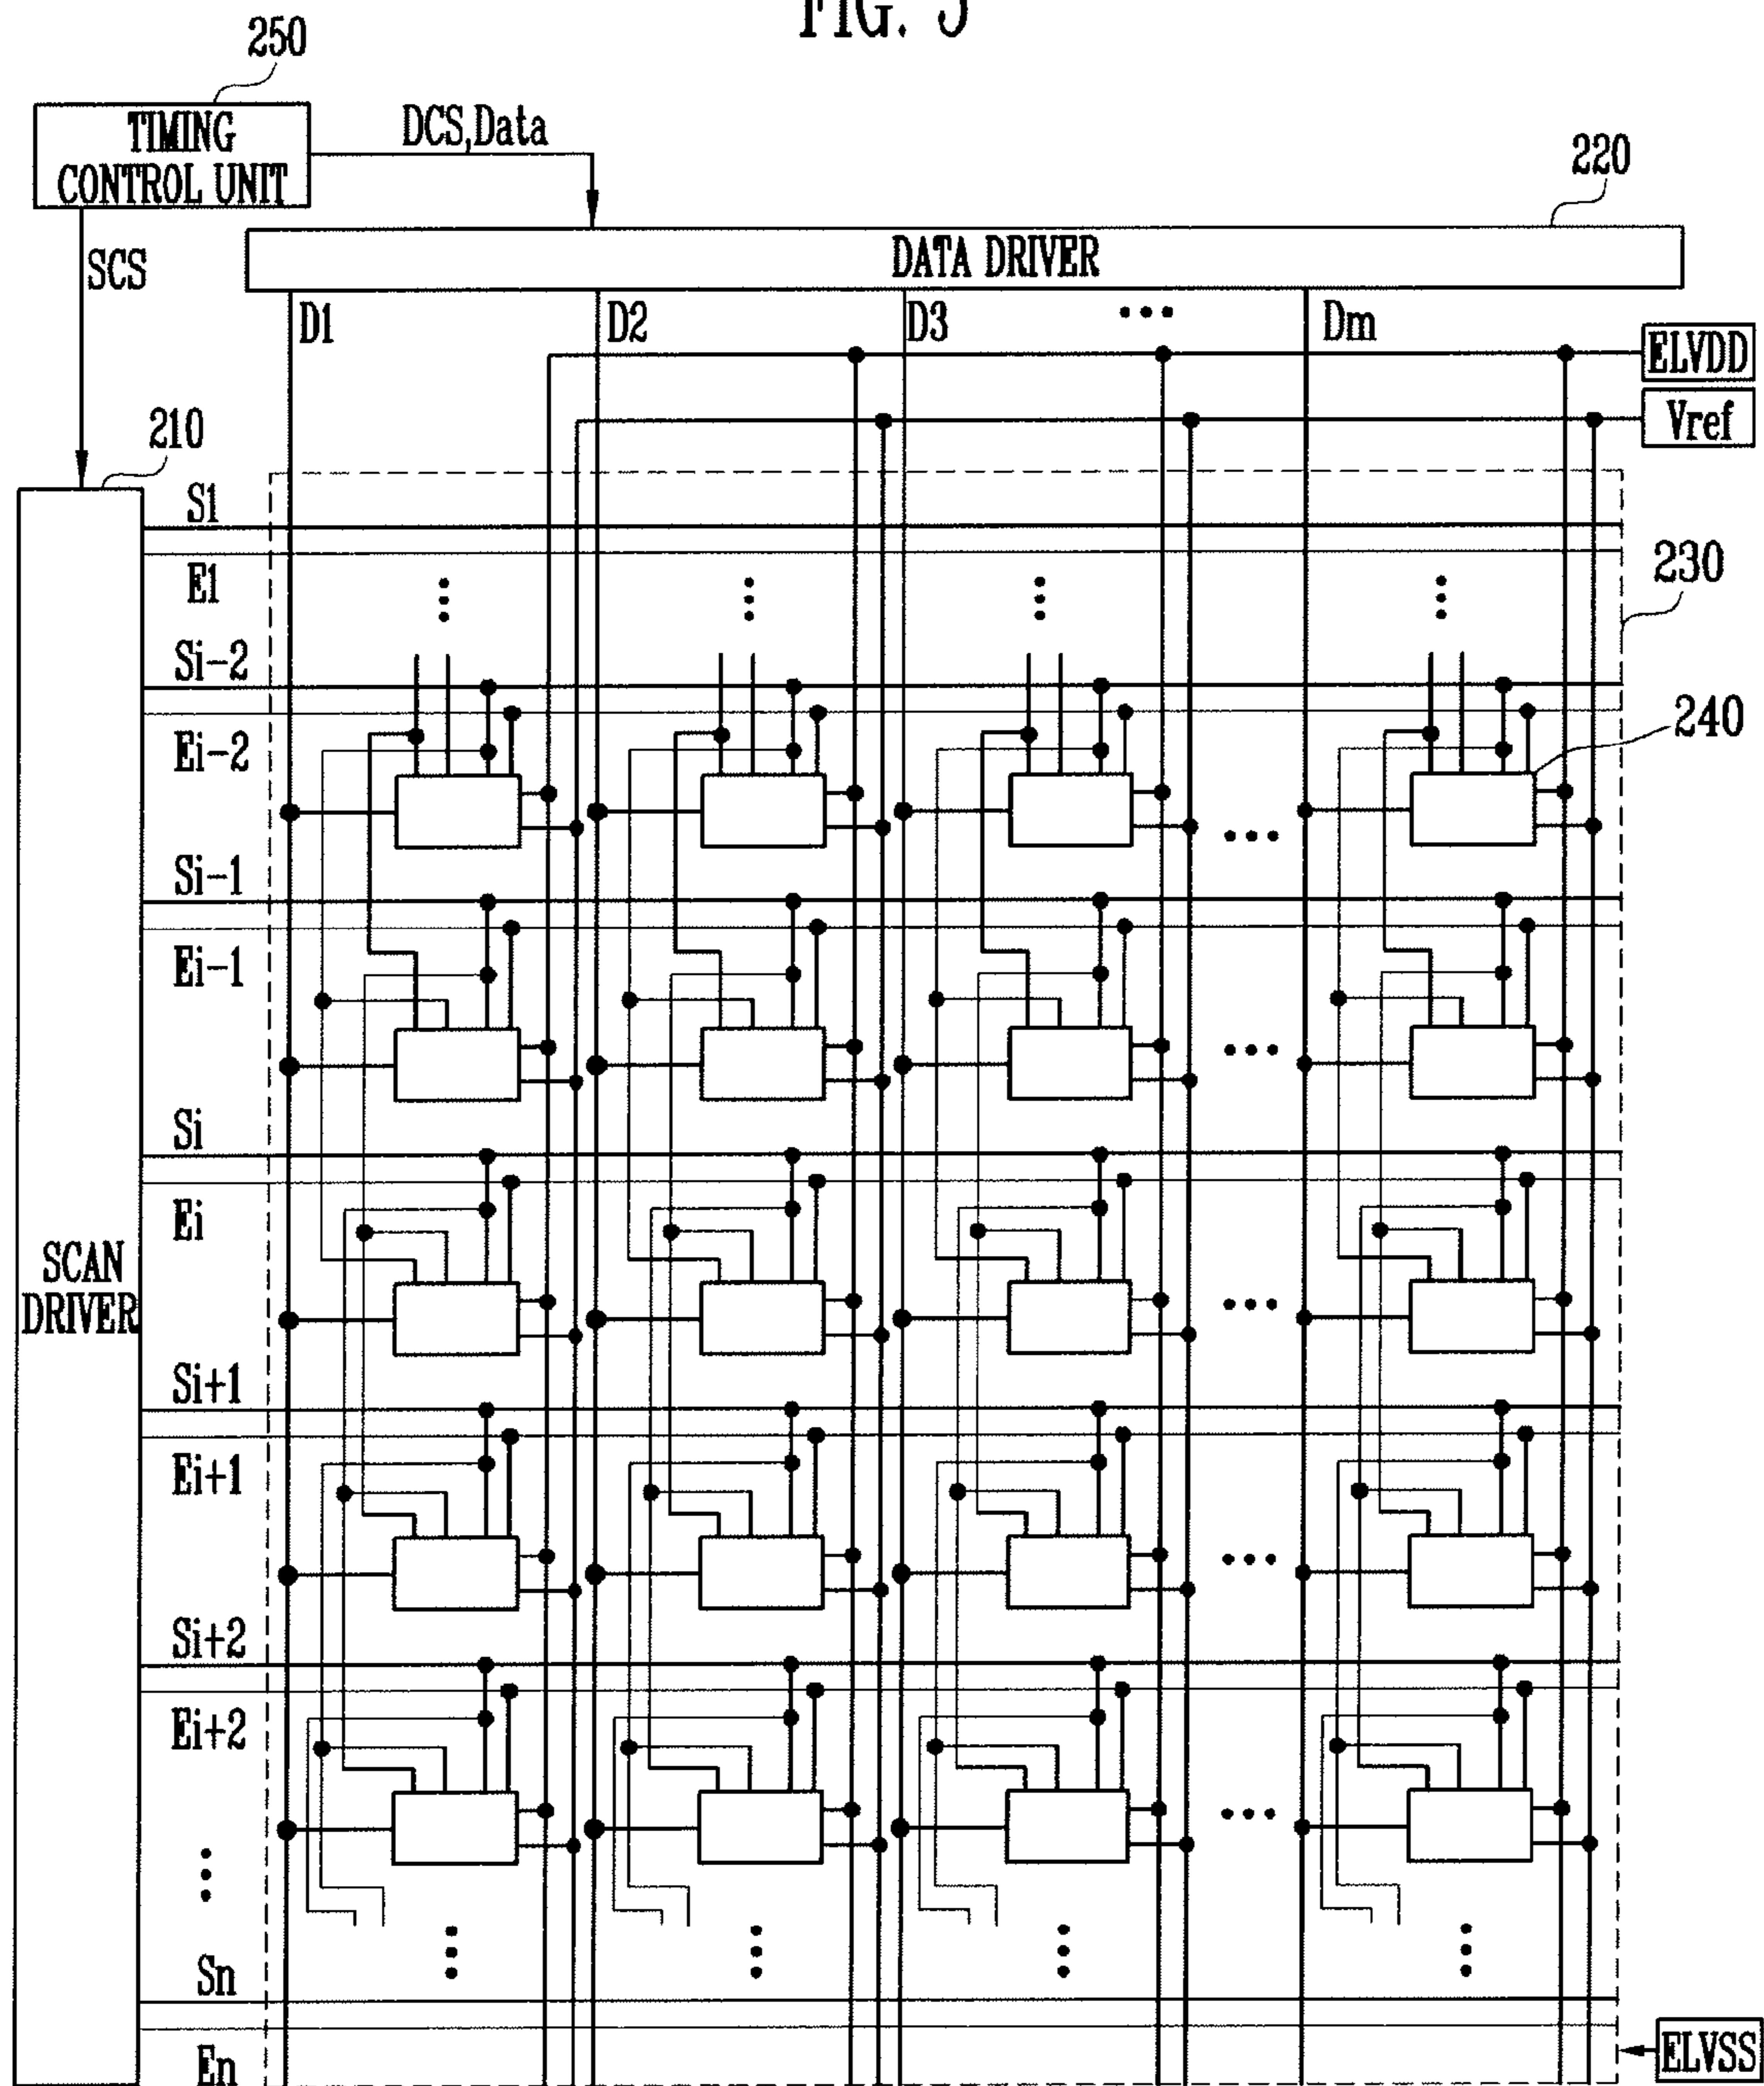 FIG. 3
250
TIMING
CONTROL UNIT
DCS,Data
220
SCS
DATA DRIVER
D1
D2
D3
Dm
ELVDD
Vref
210
S1
E1
230
Si-2
Ei-2
240
Si-1
Ei-1
Si
Ei
SCAN
DRIVER
Si+1
Ei+1
Si+2
Ei+2
Sn
En
ELVSS